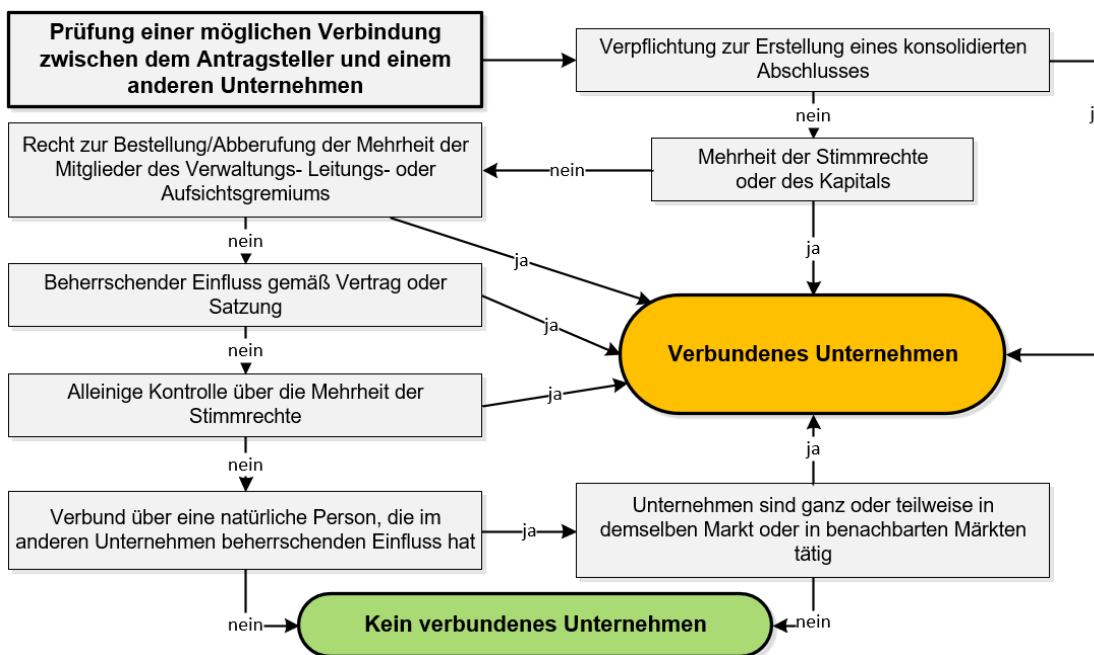 Prüfung einer möglichen Verbindung
zwischen dem Antragsteller und einem
anderen Unternehmen
Verpflichtung zur Erstellung eines konsolidierten
Abschlusses
nein
Mehrheit der Stimmrechte
oder des Kapitals
nein
Recht zur Bestellung/Abberufung der Mehrheit der
Mitglieder des Verwaltungs- Leitungs- oder
Aufsichtsgremiums
nein
ja
ja
Beherrschender Einfluss gemäß Vertrag oder
Satzung
ja
nein
Verbundenes Unternehmen
Alleinige Kontrolle über die Mehrheit der
Stimmrechte
ja
nein
ja
Verbund über eine natürliche Person, die im
anderen Unternehmen beherrschenden Einfluss hat
ja
Unternehmen sind ganz oder teilweise in
demselben Markt oder in benachbarten Märkten
tätig
nein
Kein verbundenes Unternehmen
nein